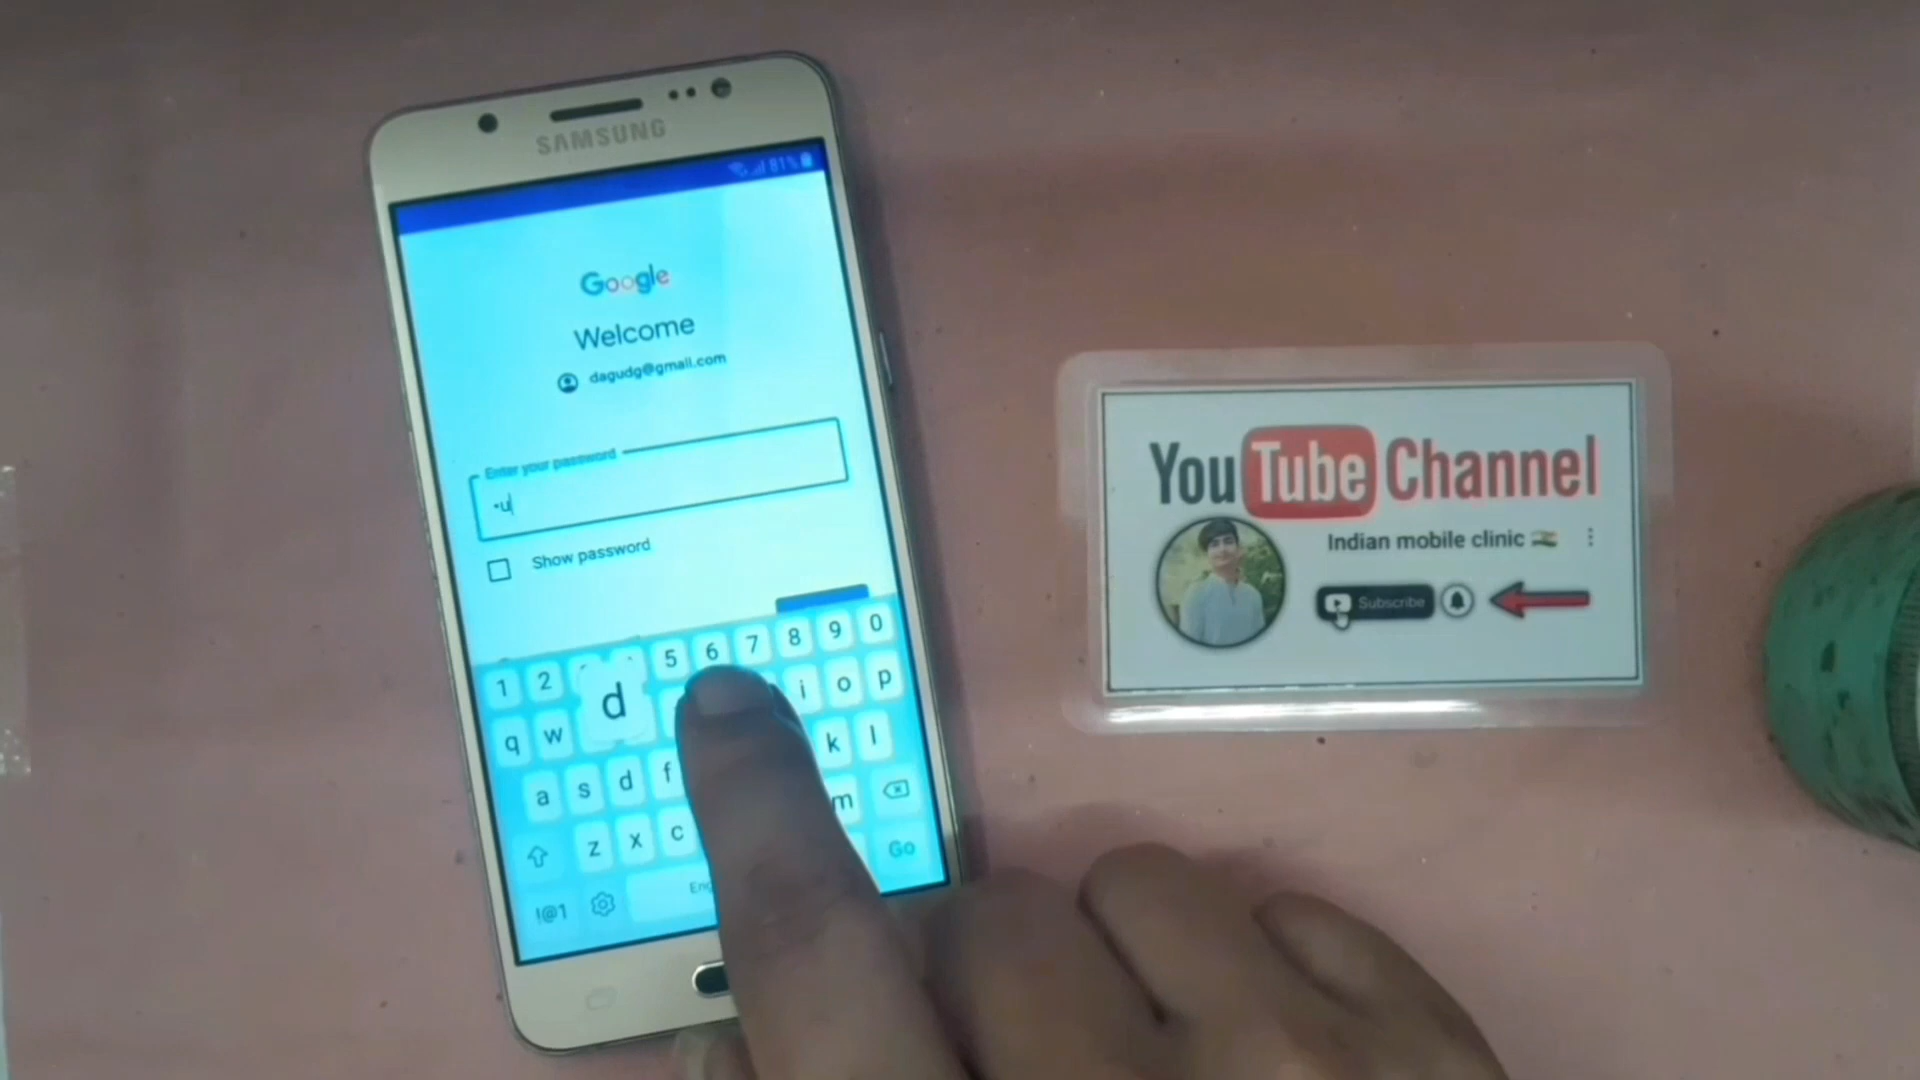 SAMSUNG
81%
Google
Welcome
dagudg@gmail.com
Enter your password
•u
Show password
1 2 5 6 7 8 9 0
q w d i o p
a s d f k l
z x c m
!@1 Go
YouTube Channel
Indian mobile clinic
Subscribe